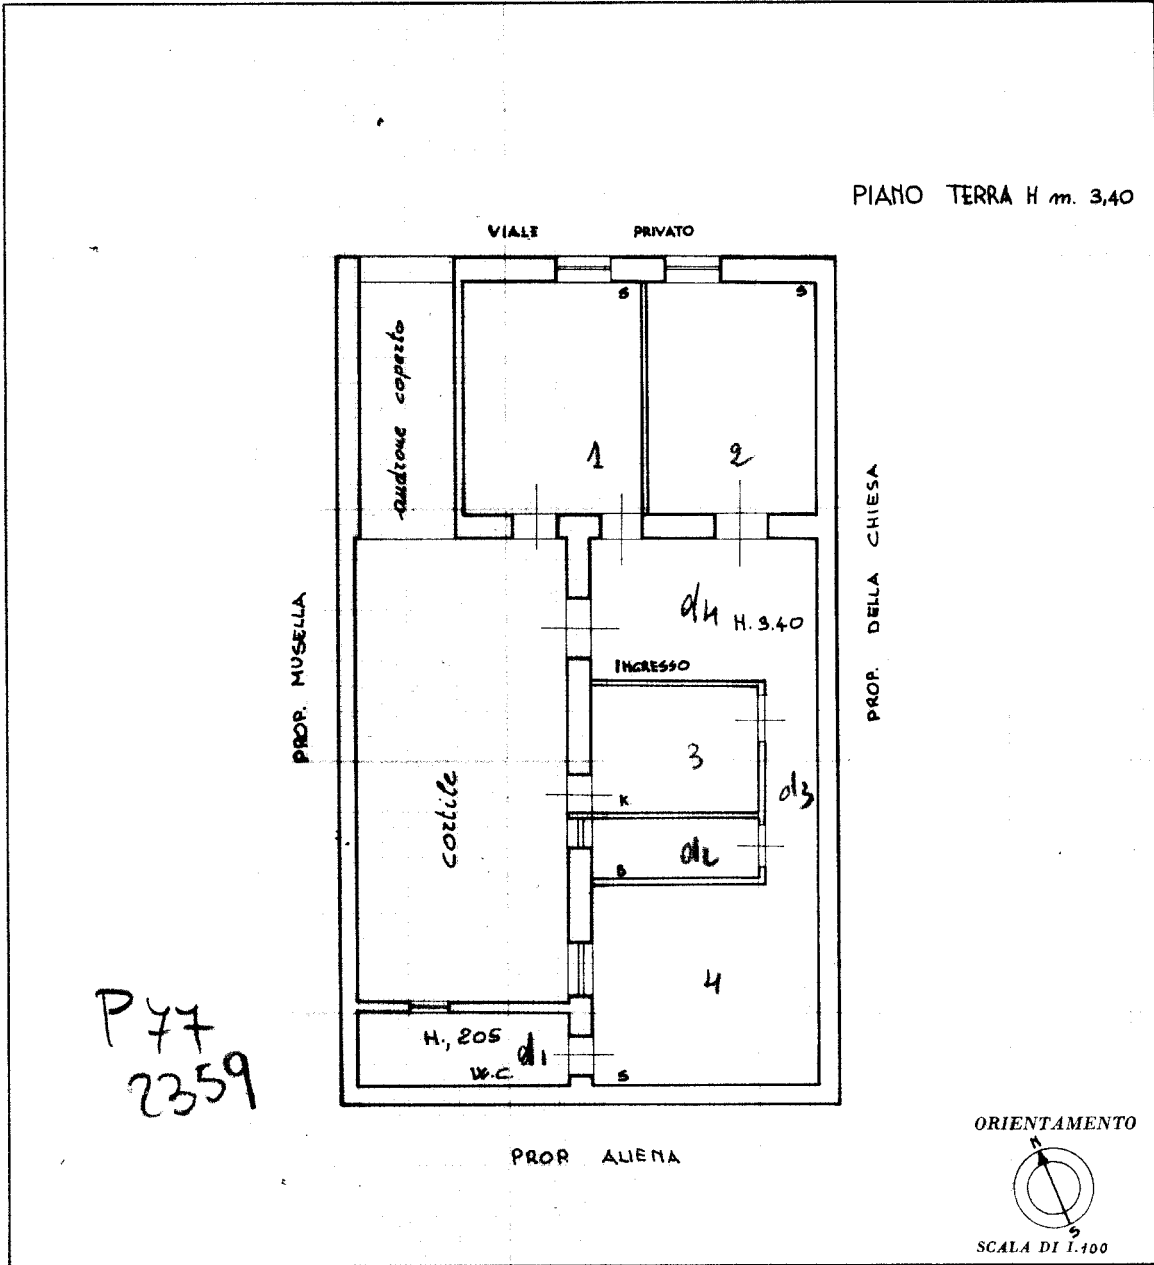 PIANO TERRA H m. 3,40
VIALE PRIVATO
S
S
androne coperto
1
2
PROP. DELLA CHIESA
PROP. MUSELLA
d4 H. 3.40
INGRESSO
3
d3
K
cortile
d2
B
4
P 77
2359
H., 205
d1
W.C.
S
PROP ALIENA
ORIENTAMENTO
N
S
SCALA DI 1.100